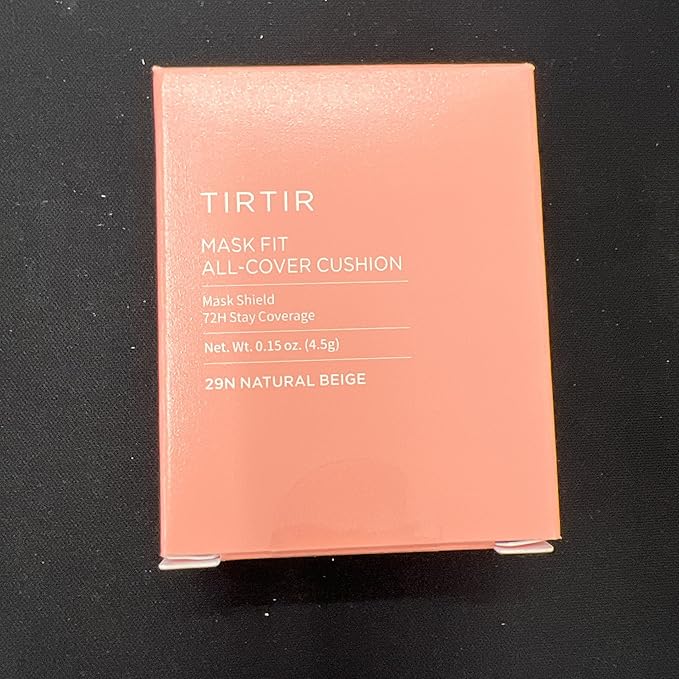 TIRTIR
MASK FIT
ALL-COVER CUSHION
Mask Shield
72H Stay Coverage
Net. Wt. 0.15 oz. (4.5g)
29N NATURAL BEIGE